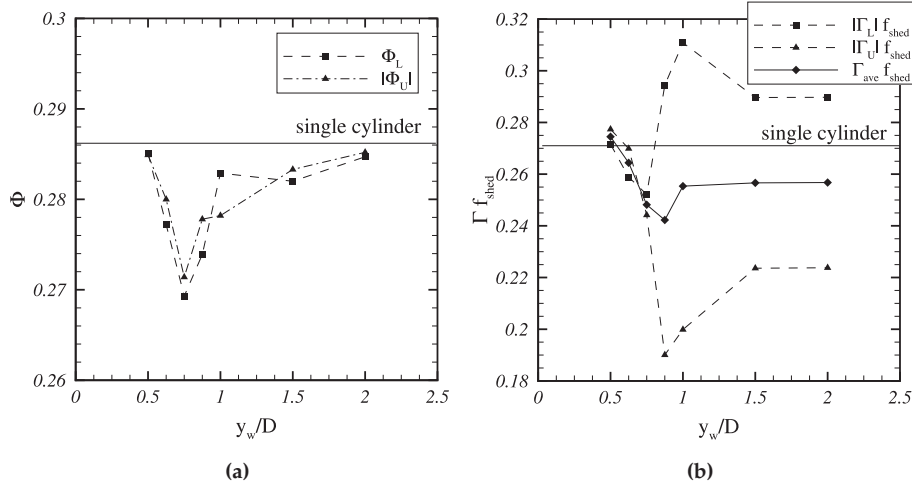 0.3
0.29
0.28
0.27
0.26
Φ
Φ_L
|Φ_U|
single cylinder
0 0.5 1 1.5 2 2.5
y_w/D
(a)
0.32
0.3
0.28
0.26
0.24
0.22
0.2
0.18
Γ f_shed
|Γ_L| f_shed
|Γ_U| f_shed
Γ_ave f_shed
single cylinder
0 0.5 1 1.5 2 2.5
y_w/D
(b)